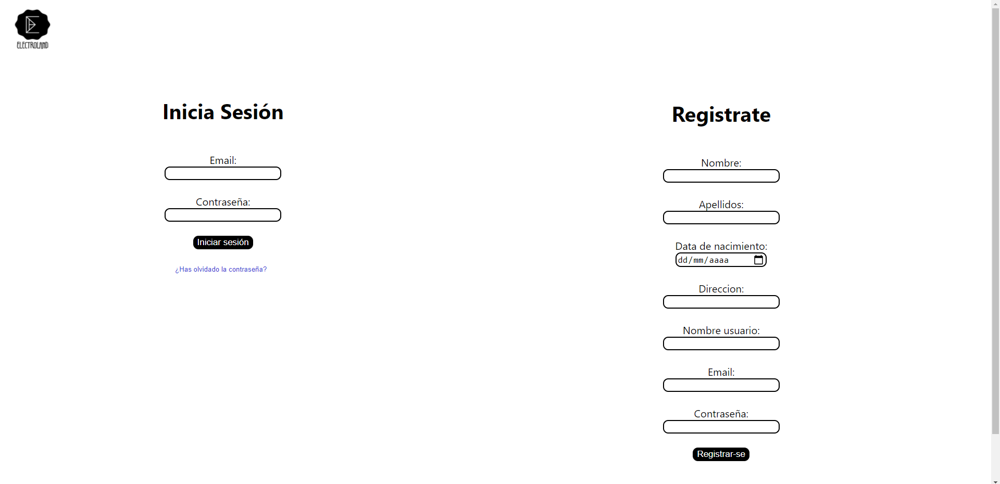 ELECTROLAND
Inicia Sesión
Email:
Contraseña:
Iniciar sesión
¿Has olvidado la contraseña?
Registrate
Nombre:
Apellidos:
Data de nacimiento:
dd/mm/aaaa
Direccion:
Nombre usuario:
Email:
Contraseña:
Registrar-se